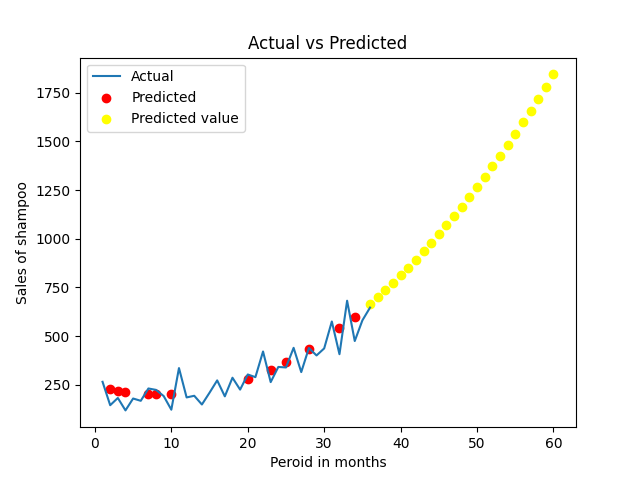 Actual vs Predicted
Actual
Predicted
Predicted value
Sales of shampoo
1750
1500
1250
1000
750
500
250
0
10
20
30
40
50
60
Peroid in months